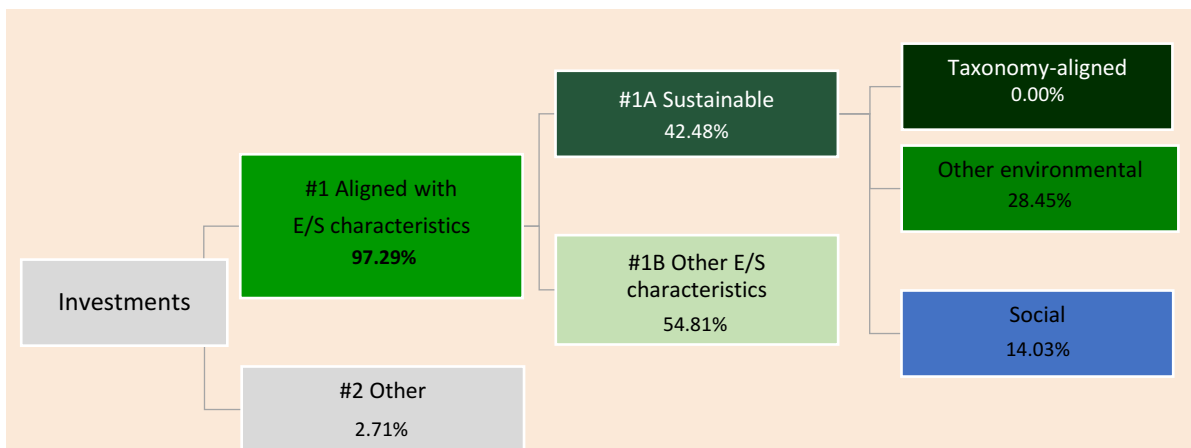 Investments
#1 Aligned with
E/S characteristics
97.29%
#2 Other
2.71%
#1A Sustainable
42.48%
#1B Other E/S
characteristics
54.81%
Taxonomy-aligned
0.00%
Other environmental
28.45%
Social
14.03%